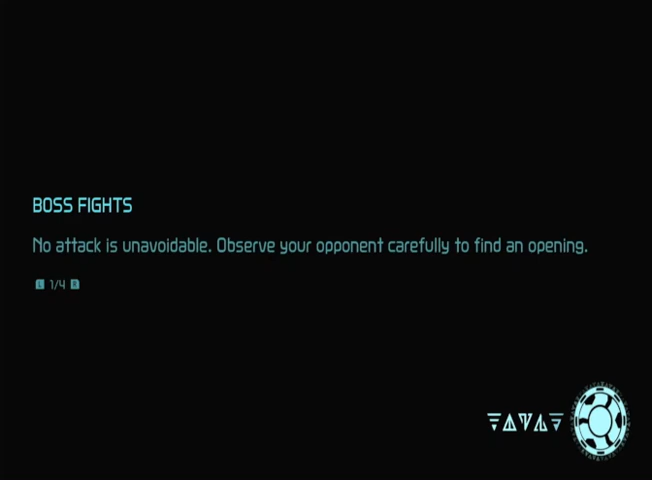 BOSS FIGHTS
No attack is unavoidable. Observe your opponent carefully to find an opening.
L 1/4 R